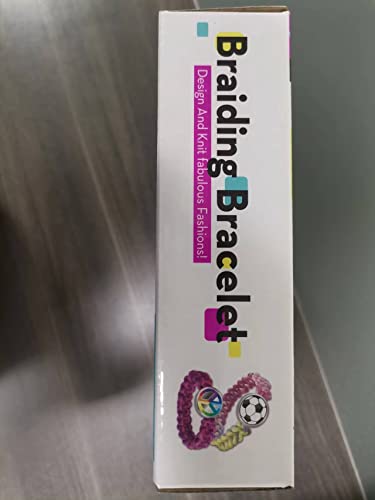 Braiding Bracelet
Design And Knit fabulous Fashions!